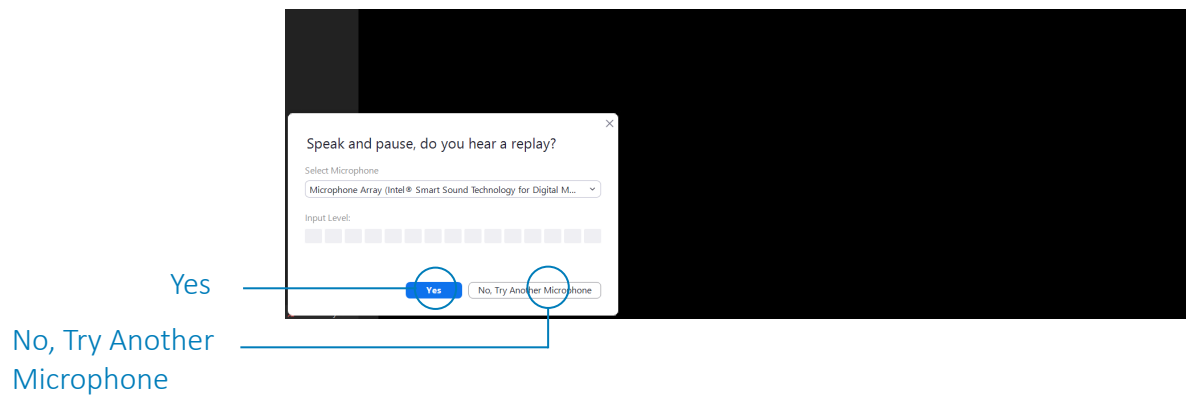 Speak and pause, do you hear a replay?
Select Microphone
Microphone Array (Intel® Smart Sound Technology for Digital M...
Input Level:
Yes
Yes
No, Try Another Microphone
No, Try Another
Microphone